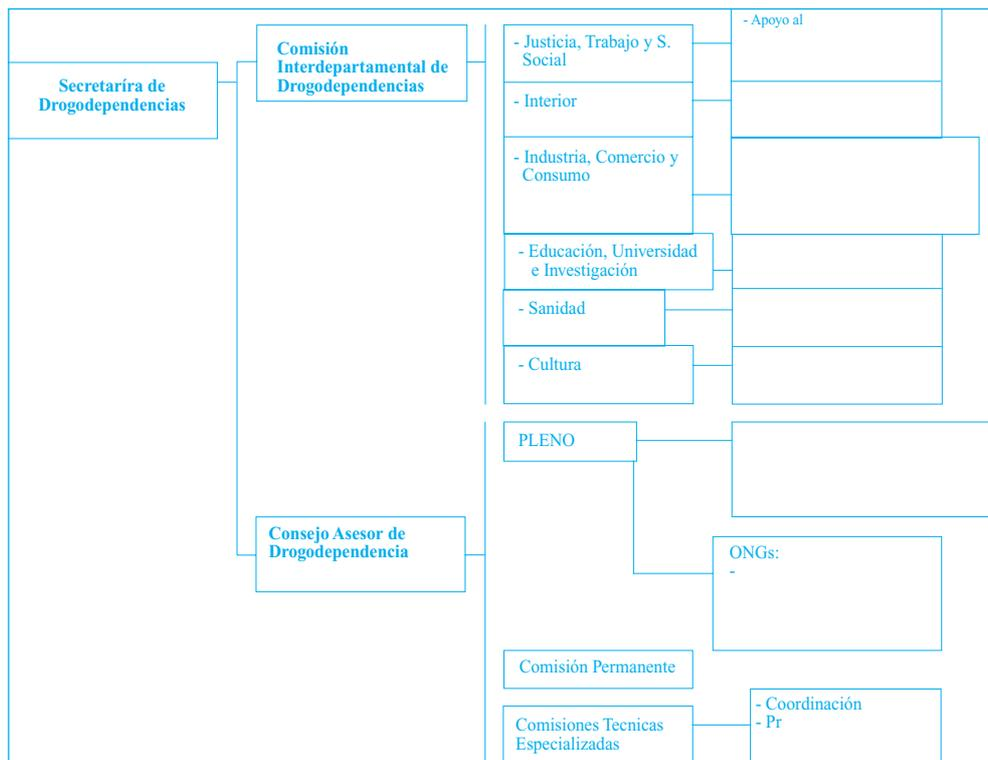 - Apoyo al
Comisión
Interdepartamental de
Drogodependencias
- Justicia, Trabajo y S.
Social
Secretaríra de
Drogodependencias
- Interior
- Industria, Comercio y
Consumo
- Educación, Universidad
e Investigación
- Sanidad
- Cultura
PLENO
Consejo Asesor de
Drogodependencia
ONGs:
-
Comisión Permanente
Comisiones Tecnicas
Especializadas
- Coordinación
- Pr